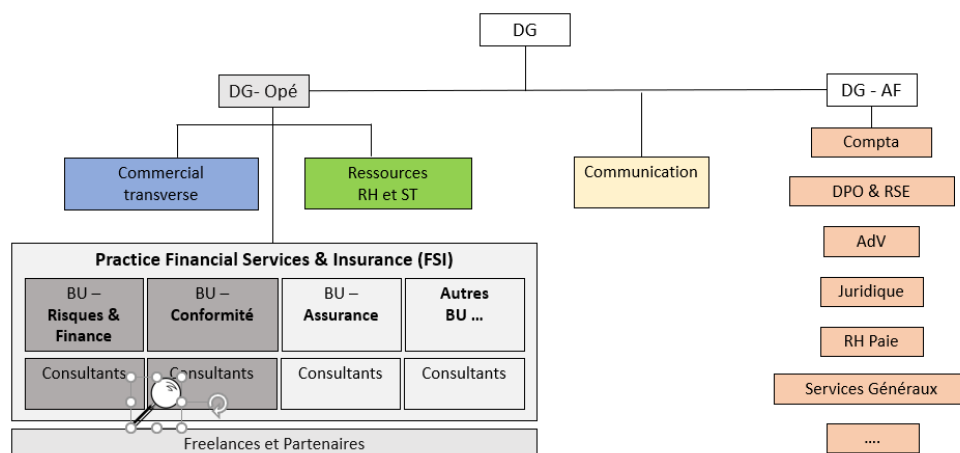 DG
DG- Opé
DG - AF
Commercial
transverse
Ressources
RH et ST
Communication
Compta
DPO & RSE
AdV
Juridique
RH Paie
Services Généraux
....
Practice Financial Services & Insurance (FSI)
BU –
Risques &
Finance
BU –
Conformité
BU –
Assurance
Autres
BU ...
Consultants
Consultants
Consultants
Consultants
Freelances et Partenaires